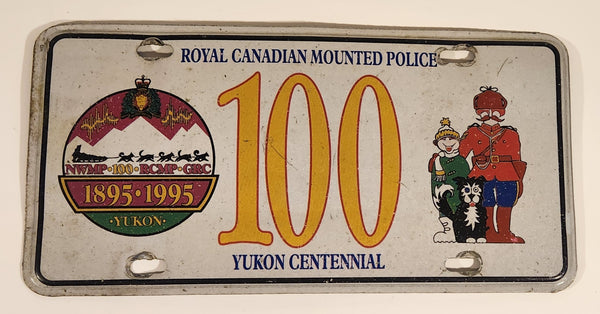 ROYAL CANADIAN MOUNTED POLICE
100
NWMP·100·RCMP·GRC
1895·1995
·YUKON·
YUKON CENTENNIAL